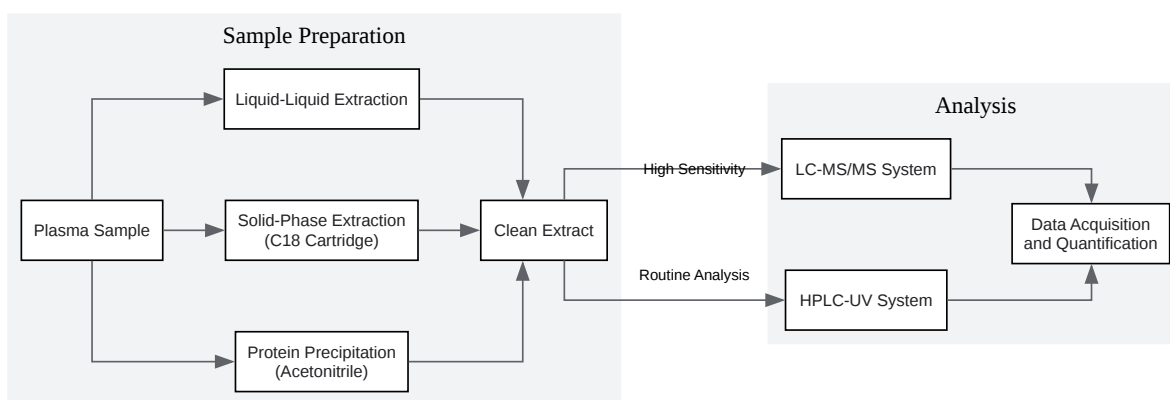 Sample Preparation
Liquid-Liquid Extraction
Plasma Sample
Solid-Phase Extraction
(C18 Cartridge)
Clean Extract
Protein Precipitation
(Acetonitrile)
High Sensitivity
Routine Analysis
Analysis
LC-MS/MS System
HPLC-UV System
Data Acquisition
and Quantification